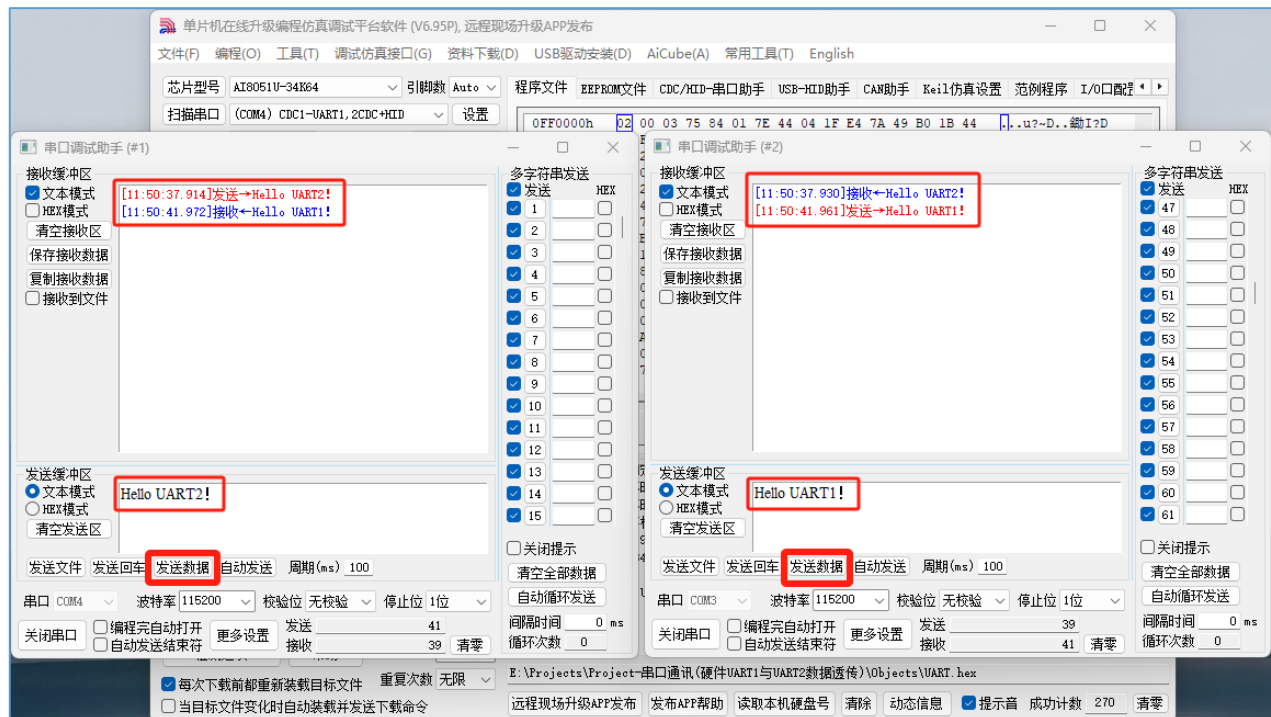 单片机在线升级编程仿真调试平台软件 (V6.95P), 远程现场升级APP发布
文件(F) 编程(O) 工具(T) 调试仿真接口(G) 资料下载(D) USB驱动安装(D) AiCube(A) 常用工具(T) English
芯片型号 AI8051U-34K64 引脚数 Auto
程序文件 EEPROM文件 CDC/HID-串口助手 USB-HID助手 CAN助手 Keil仿真设置 范例程序 I/O口配
扫描串口 (COM4) CDC1-UART1,2CDC+HID 设置
0FF0000h 02 00 03 75 84 01 7E 44 04 1F E4 7A 49 B0 1B 44 ...u?~D..鋤I?D
串口调试助手 (#1)
接收缓冲区
文本模式
HEX模式
清空接收区
保存接收数据
复制接收数据
接收到文件
[11:50:37.914]发送→Hello UART2!
[11:50:41.972]接收←Hello UART1!
多字符串发送
发送 HEX
1
2
3
4
5
6
7
8
9
10
11
12
13
14
15
发送缓冲区
文本模式
HEX模式
清空发送区
Hello UART2!
关闭提示
清空全部数据
自动循环发送
间隔时间 0 ms
循环次数 0
发送文件 发送回车 发送数据 自动发送 周期(ms) 100
串口 COM4 波特率 115200 校验位 无校验 停止位 1位
关闭串口 编程完自动打开 更多设置 发送 41
自动发送结束符 接收 39 清零
串口调试助手 (#2)
接收缓冲区
文本模式
HEX模式
清空接收区
保存接收数据
复制接收数据
接收到文件
[11:50:37.930]接收←Hello UART2!
[11:50:41.961]发送→Hello UART1!
多字符串发送
发送 HEX
47
48
49
50
51
52
53
54
55
56
57
58
59
60
61
发送缓冲区
文本模式
HEX模式
清空发送区
Hello UART1!
关闭提示
清空全部数据
自动循环发送
间隔时间 0 ms
循环次数 0
发送文件 发送回车 发送数据 自动发送 周期(ms) 100
串口 COM3 波特率 115200 校验位 无校验 停止位 1位
关闭串口 编程完自动打开 更多设置 发送 39
自动发送结束符 接收 41 清零
每次下载前都重新装载目标文件 重复次数 无限
当目标文件变化时自动装载并发送下载命令
E:\Projects\Project-串口通讯(硬件UART1与UART2数据透传)\Objects\UART.hex
远程现场升级APP发布 发布APP帮助 读取本机硬盘号 清除 动态信息 提示音 成功计数 270 清零